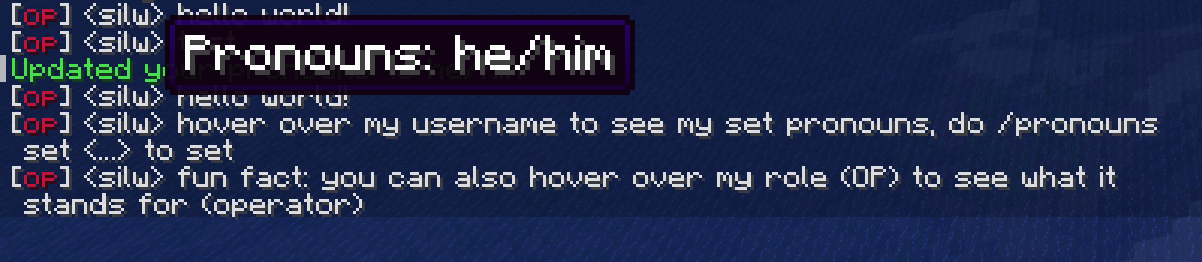 [OP] <silw> hello world!
[OP] <silw>
Pronouns: he/him
Updated y
[OP] <silw> hello world!
[OP] <silw> hover over my username to see my set pronouns, do /pronouns
set <...> to set
[OP] <silw> fun fact: you can also hover over my role (OP) to see what it
stands for (operator)